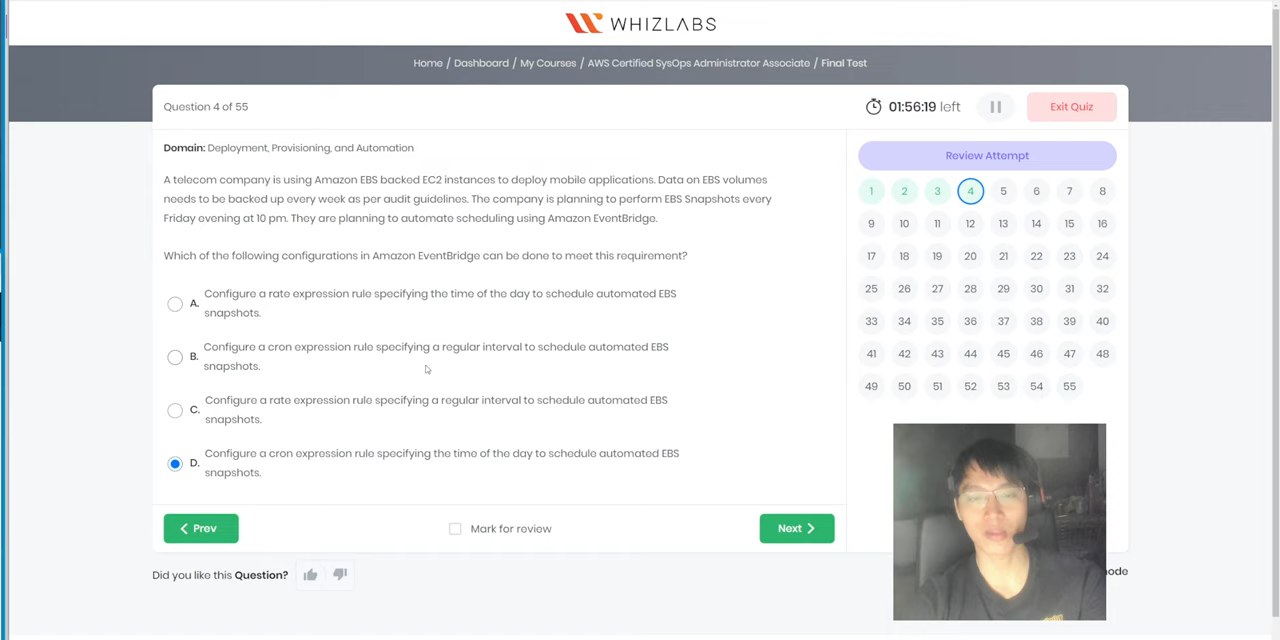 WHIZLABS
Home / Dashboard / My Courses / AWS Certified SysOps Administrator Associate / Final Test
Question 4 of 55
01:56:19 left
Exit Quiz
Domain: Deployment, Provisioning, and Automation
A telecom company is using Amazon EBS backed EC2 instances to deploy mobile applications. Data on EBS volumes
needs to be backed up every week as per audit guidelines. The company is planning to perform EBS Snapshots every
Friday evening at 10 pm. They are planning to automate scheduling using Amazon EventBridge.
Which of the following configurations in Amazon EventBridge can be done to meet this requirement?
A. Configure a rate expression rule specifying the time of the day to schedule automated EBS
snapshots.
B. Configure a cron expression rule specifying a regular interval to schedule automated EBS
snapshots.
C. Configure a rate expression rule specifying a regular interval to schedule automated EBS
snapshots.
D. Configure a cron expression rule specifying the time of the day to schedule automated EBS
snapshots.
Prev
Mark for review
Next
Did you like this Question?
Review Attempt
1 2 3 4 5 6 7 8
9 10 11 12 13 14 15 16
17 18 19 20 21 22 23 24
25 26 27 28 29 30 31 32
33 34 35 36 37 38 39 40
41 42 43 44 45 46 47 48
49 50 51 52 53 54 55